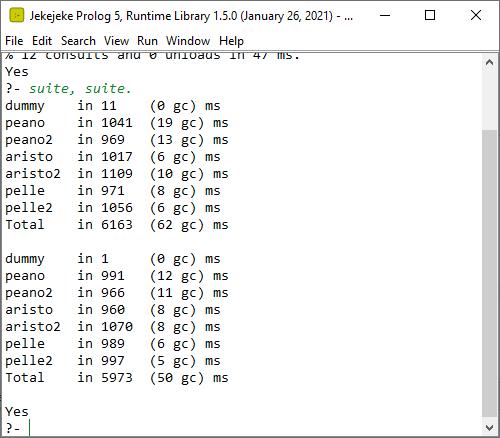 Jekejeke Prolog 5, Runtime Library 1.5.0 (January 26, 2021) - ...
File Edit Search Run Window Help
% 12 consults and 0 unloads in 47 ms.
Yes
?- suite, suite.
dummy in 11 (0 gc) ms
peano in 1041 (19 gc) ms
peano2 in 969 (13 gc) ms
aristo in 1017 (6 gc) ms
aristo2 in 1109 (10 gc) ms
pelle in 971 (8 gc) ms
pelle2 in 1056 (6 gc) ms
Total in 6163 (62 gc) ms
dummy in 1 (0 gc) ms
peano in 991 (12 gc) ms
peano2 in 966 (11 gc) ms
aristo in 960 (8 gc) ms
aristo2 in 1070 (8 gc) ms
pelle in 989 (6 gc) ms
pelle2 in 997 (5 gc) ms
Total in 5973 (50 gc) ms
Yes
?-